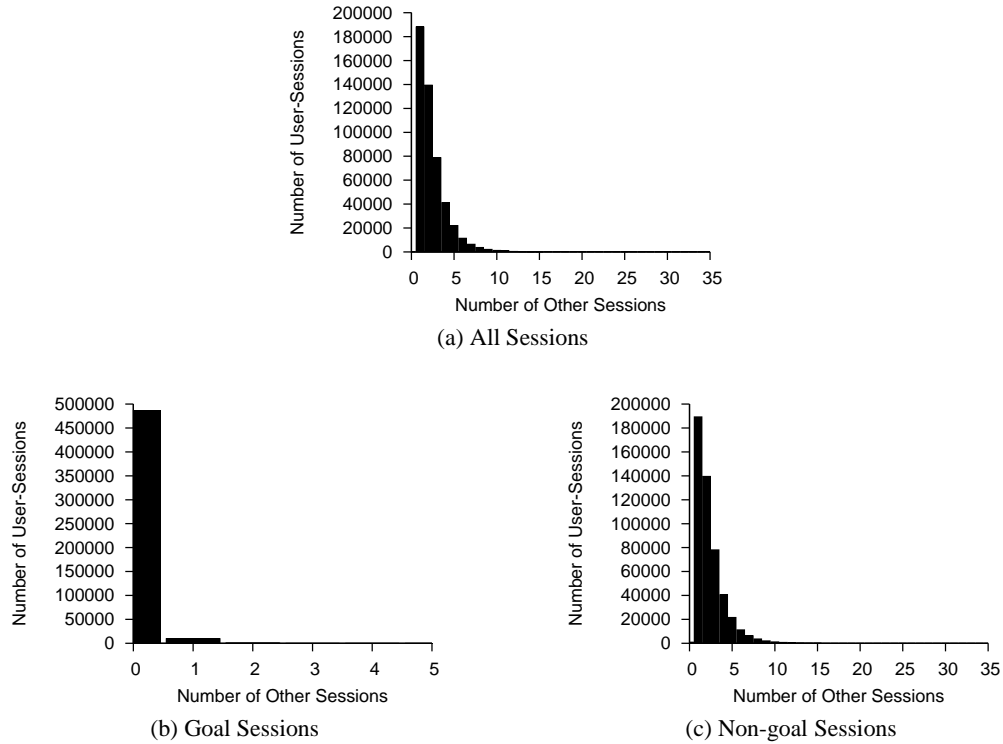 200000
180000
160000
140000
120000
100000
80000
60000
40000
20000
0
Number of User-Sessions
0 5 10 15 20 25 30 35
Number of Other Sessions
(a) All Sessions
500000
450000
400000
350000
300000
250000
200000
150000
100000
50000
0
Number of User-Sessions
0 1 2 3 4 5
Number of Other Sessions
(b) Goal Sessions
200000
180000
160000
140000
120000
100000
80000
60000
40000
20000
0
Number of User-Sessions
0 5 10 15 20 25 30 35
Number of Other Sessions
(c) Non-goal Sessions